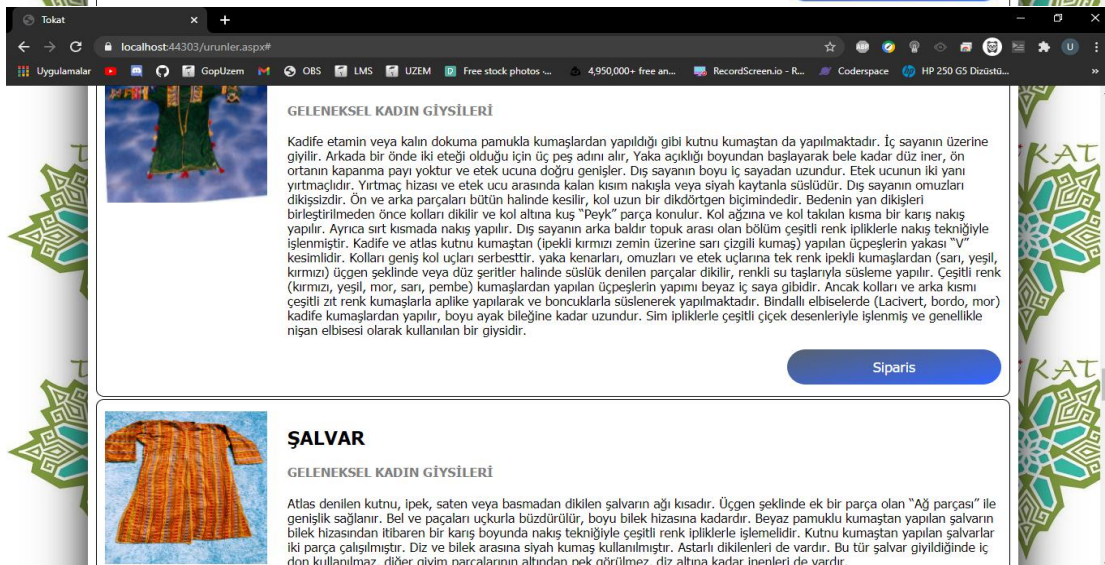 Tokat
localhost:44303/urunler.aspx#
Uygulamalar GopUzem OBS LMS UZEM Free stock photos -... 4,950,000+ free an... RecordScreen.io - R... Coderspace HP 250 G5 Dizüstü...
GELENEKSEL KADIN GİYSİLERİ
Kadife etamin veya kalın dokuma pamukla kumaşlardan yapıldığı gibi kutnu kumaştan da yapılmaktadır. İç sayanın üzerine
giyilir. Arkada bir önde iki eteği olduğu için üç peş adını alır, Yaka açıklığı boyundan başlayarak bele kadar düz iner, ön
ortanın kapanma payı yoktur ve etek ucuna doğru genişler. Dış sayanın boyu iç sayadan uzundur. Etek ucunun iki yanı
yırtmaçlıdır. Yırtmaç hizası ve etek ucu arasında kalan kısım nakışla veya siyah kaytanla süslüdür. Dış sayanın omuzları
dikişsizdir. Ön ve arka parçaları bütün halinde kesilir, kol uzun bir dikdörtgen biçimindedir. Bedenin yan dikişleri
birleştirilmeden önce kolları dikilir ve kol altına kuş "Peyk" parça konulur. Kol ağzına ve kol takılan kısma bir karış nakış
yapılır. Ayrıca sırt kısmada nakış yapılır. Dış sayanın arka baldır topuk arası olan bölüm çeşitli renk ipliklerle nakış tekniğiyle
işlenmiştir. Kadife ve atlas kutnu kumaştan (ipekli kırmızı zemin üzerine sarı çizgili kumaş) yapılan üçpeşlerin yakası "V"
kesimlidir. Kolları geniş kol uçları serbesttir. yaka kenarları, omuzları ve etek uçlarına tek renk ipekli kumaşlardan (sarı, yeşil,
kırmızı) üçgen şeklinde veya düz şeritler halinde süslük denilen parçalar dikilir, renkli su taşlarıyla süsleme yapılır. Çeşitli renk
(kırmızı, yeşil, mor, sarı, pembe) kumaşlardan yapılan üçpeşlerin yapımı beyaz iç saya gibidir. Ancak kolları ve arka kısmı
çeşitli zıt renk kumaşlarla aplike yapılarak ve boncuklarla süslenerek yapılmaktadır. Bindallı elbiselerde (Lacivert, bordo, mor)
kadife kumaşlardan yapılır, boyu ayak bileğine kadar uzundur. Sim ipliklerle çeşitli çiçek desenleriyle işlenmiş ve genellikle
nişan elbisesi olarak kullanılan bir giysidir.
Siparis
ŞALVAR
GELENEKSEL KADIN GİYSİLERİ
Atlas denilen kutnu, ipek, saten veya basmadan dikilen şalvarın ağı kısadır. Üçgen şeklinde ek bir parça olan "Ağ parçası" ile
genişlik sağlanır. Bel ve paçaları uçkurla büzdürülür, boyu bilek hizasına kadardır. Beyaz pamuklu kumaştan yapılan şalvarın
bilek hizasından itibaren bir karış boyunda nakış tekniğiyle çeşitli renk ipliklerle işlemelidir. Kutnu kumaştan yapılan şalvarlar
iki parça çalışılmıştır. Diz ve bilek arasına siyah kumaş kullanılmıştır. Astarlı dikilenleri de vardır. Bu tür şalvar giyildiğinde iç
don kullanılmaz, diğer giyim parçalarının altından pek görülmez, diz altına kadar inenleri de vardır.